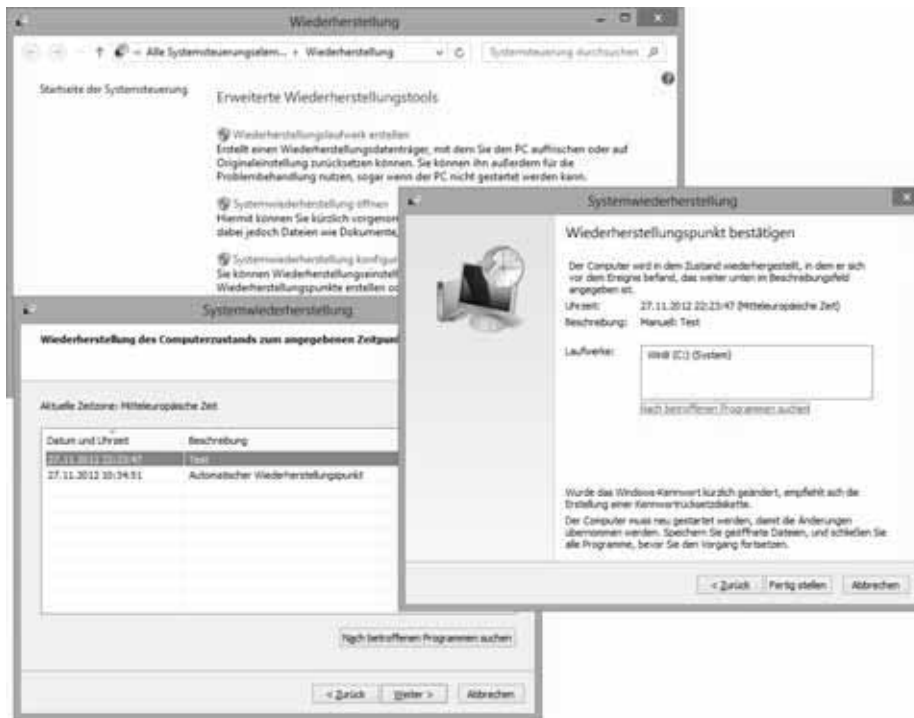 Wiederherstellung
Alle Systemsteuerungselem... Wiederherstellung
Systemsteuerung durchsuchen
Startseite der Systemsteuerung
Erweiterte Wiederherstellungstools
Wiederherstellungslaufwerk erstellen
Erstellt einen Wiederherstellungsdatenträger, mit dem Sie den PC auffrischen oder auf
Originaleinstellung zurücksetzen können. Sie können ihn außerdem für die
Problembehandlung nutzen, sogar wenn der PC nicht gestartet werden kann.
Systemwiederherstellung öffnen
Hiermit können Sie kürzlich vorgenom
dabei jedoch Dateien wie Dokumente,
Systemwiederherstellung konfigur
Sie können Wiederherstellungseinstell
Wiederherstellungspunkte erstellen oc
Systemwiederherstellung
Wiederherstellung des Computerzustands zum angegebenen Zeitpun
Aktuelle Zeitzone: Mitteleuropäische Zeit
Datum und Uhrzeit Beschreibung
27.11.2012 22:23:47 Test
27.11.2012 10:34:51 Automatischer Wiederherstellungspunkt
Nach betroffenen Programmen suchen
< Zurück Weiter > Abbrechen
Systemwiederherstellung
Wiederherstellungspunkt bestätigen
Der Computer wird in dem Zustand wiederhergestellt, in dem er sich
vor dem Ereignis befand, das weiter unten im Beschreibungsfeld
angegeben ist.
Uhrzeit: 27.11.2012 22:23:47 (Mitteleuropäische Zeit)
Beschreibung: Manuell: Test
Laufwerke: Win8 (C:) (System)
Nach betroffenen Programmen suchen
Wurde das Windows-Kennwort kürzlich geändert, empfiehlt sich die
Erstellung einer Kennwortrücksetzdiskette.
Der Computer muss neu gestartet werden, damit die Änderungen
übernommen werden. Speichern Sie geöffnete Dateien, und schließen Sie
alle Programme, bevor Sie den Vorgang fortsetzen.
< Zurück Fertig stellen Abbrechen